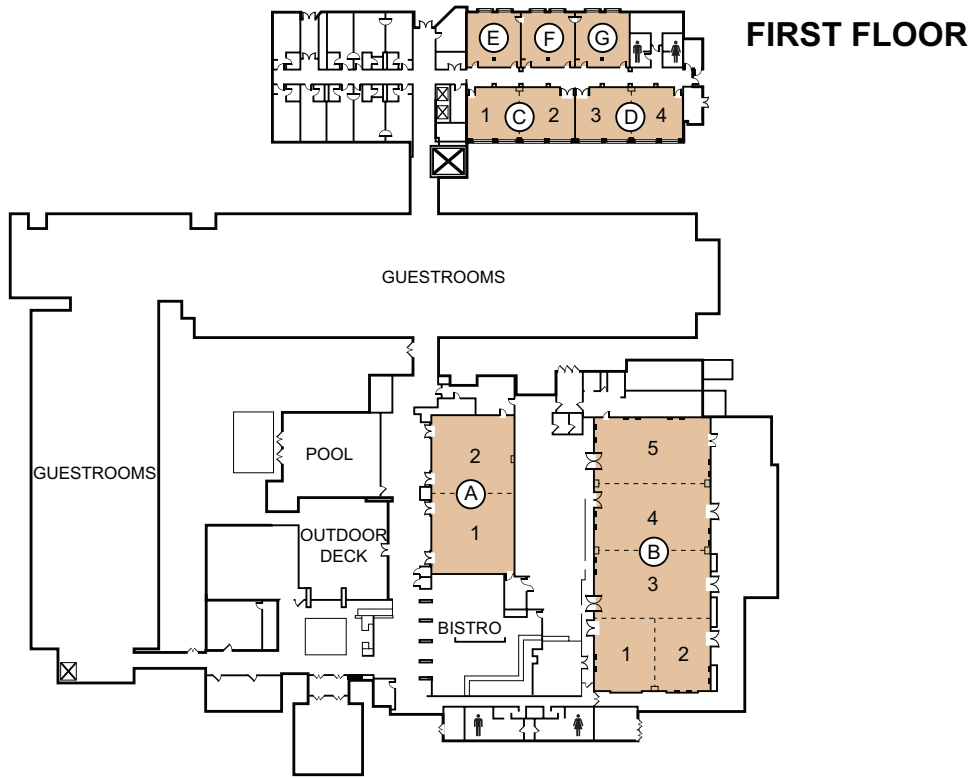 FIRST FLOOR
E F G
1 C 2 3 D 4
GUESTROOMS
GUESTROOMS
POOL
OUTDOOR
DECK
2
A
1
BISTRO
5
4
B
3
1 2